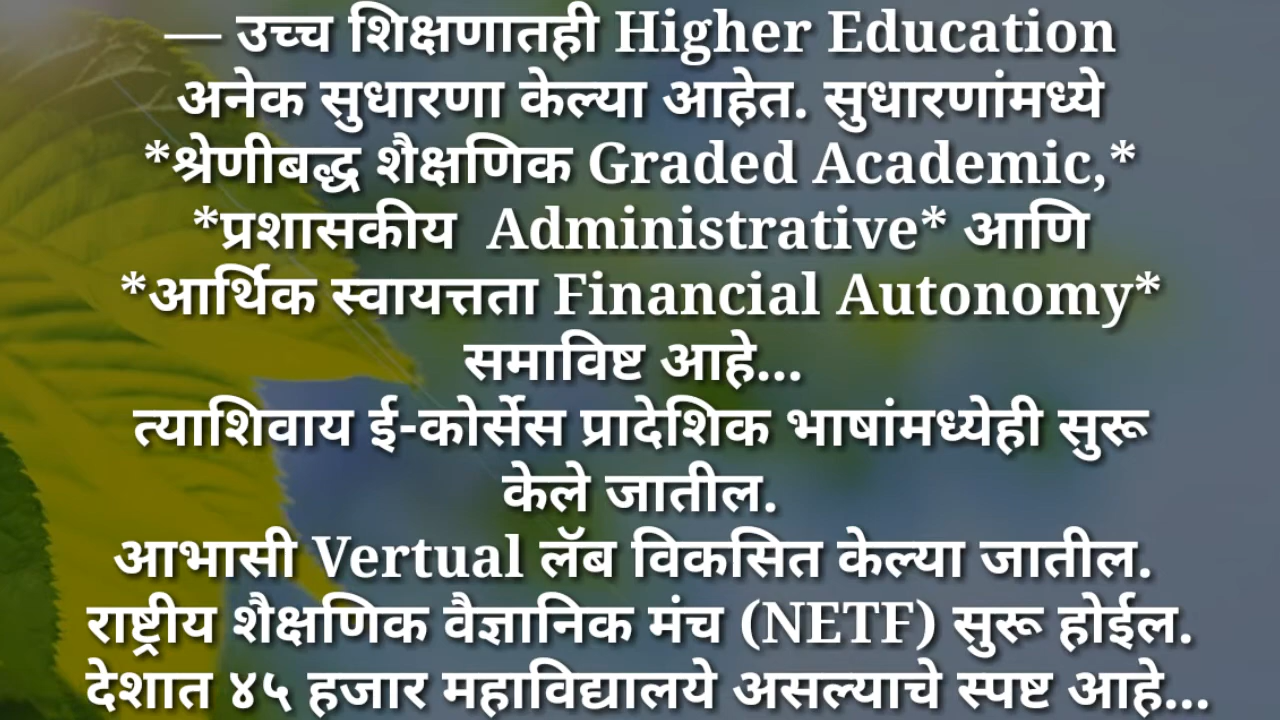 — उच्च शिक्षणातही Higher Education
अनेक सुधारणा केल्या आहेत. सुधारणांमध्ये
*श्रेणीबद्ध शैक्षणिक Graded Academic,*
*प्रशासकीय  Administrative* आणि
*आर्थिक स्वायत्तता Financial Autonomy*
समाविष्ट आहे...
त्याशिवाय ई-कोर्सेस प्रादेशिक भाषांमध्येही सुरू
केले जातील.
आभासी Vertual लॅब विकसित केल्या जातील.
राष्ट्रीय शैक्षणिक वैज्ञानिक मंच (NETF) सुरू होईल.
देशात ४५ हजार महाविद्यालये असल्याचे स्पष्ट आहे...